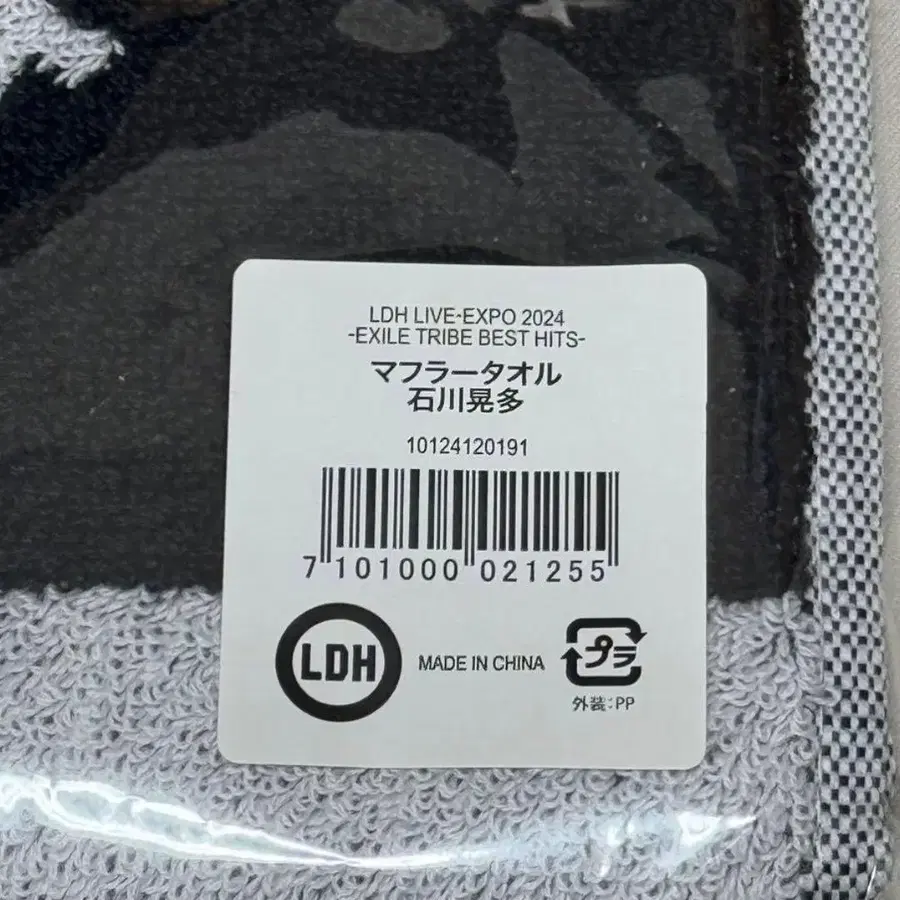 LDH LIVE-EXPO 2024
-EXILE TRIBE BEST HITS-
マフラータオル
石川晃多
10124120191
7 101000 021255
LDH
MADE IN CHINA
プラ
外装:PP